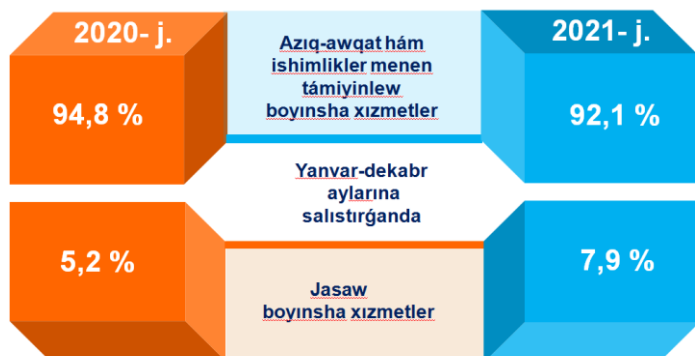 2020- j.
Azıq-awqat hám
ishimlikler menen
támiyinlew
boyınsha xızmetler
2021- j.
94,8 %
92,1 %
Yanvar-dekabr
aylarına
salıstırǵanda
5,2 %
7,9 %
Jasaw
boyınsha xızmetler